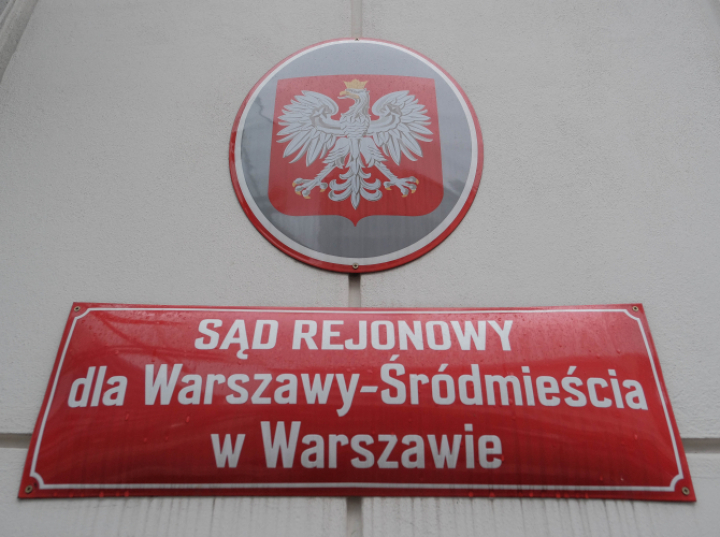 SĄD REJONOWY
dla Warszawy-Śródmieścia
w Warszawie